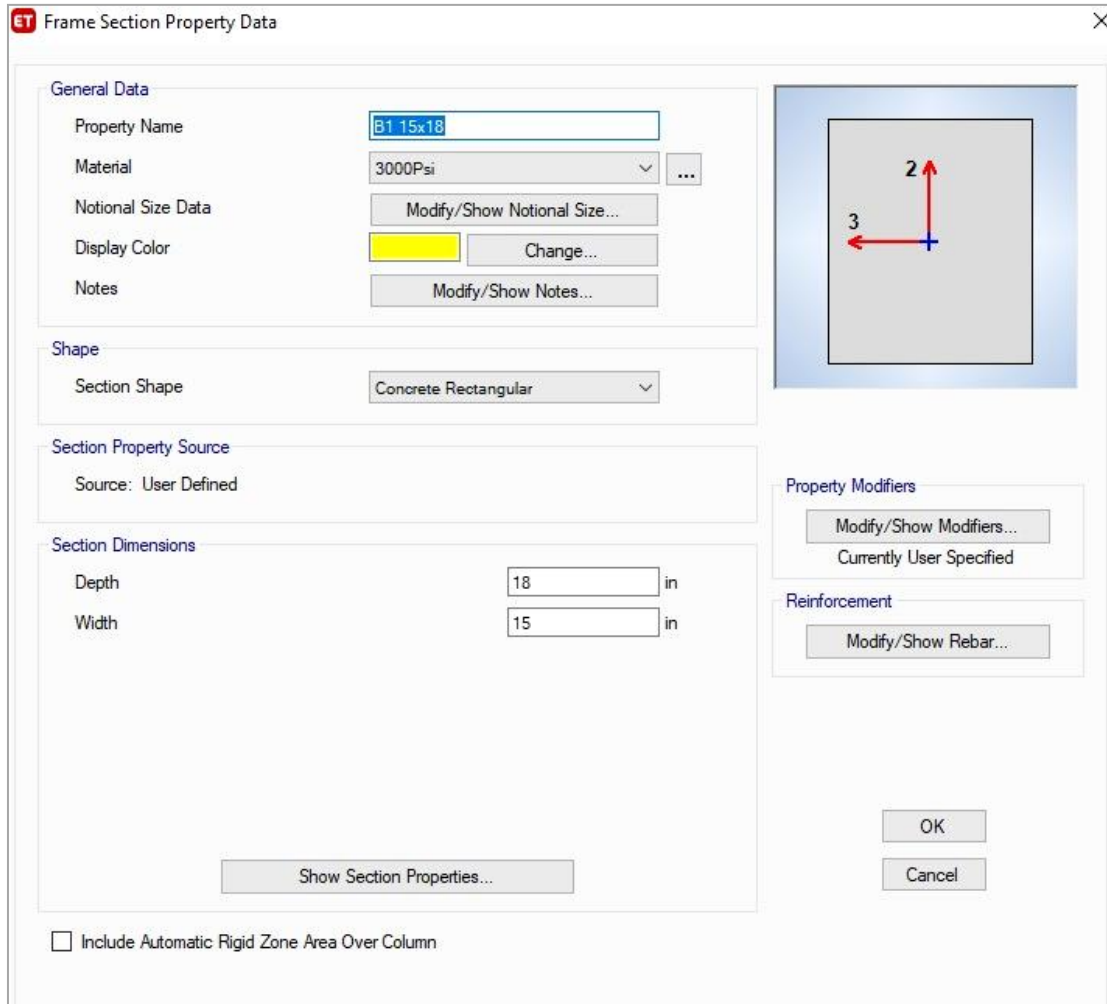 ET Frame Section Property Data
General Data
Property Name B1 15x18
Material 3000Psi ...
Notional Size Data Modify/Show Notional Size...
Display Color Change...
Notes Modify/Show Notes...
2
3
Shape
Section Shape Concrete Rectangular
Section Property Source
Source: User Defined
Property Modifiers
Modify/Show Modifiers...
Currently User Specified
Section Dimensions
Depth 18 in
Width 15 in
Reinforcement
Modify/Show Rebar...
OK
Show Section Properties...
Cancel
Include Automatic Rigid Zone Area Over Column